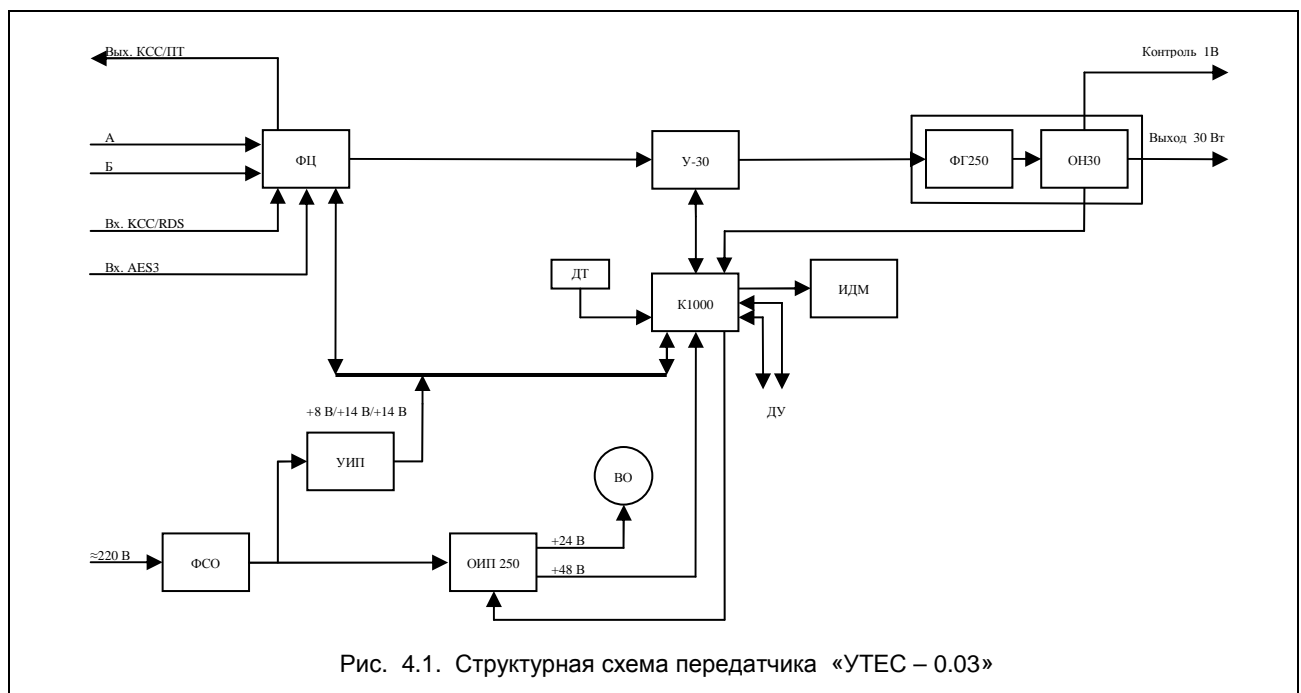 Вых. КСС/ПТ
Контроль 1В
А
Б
ФЦ
У-30
ФГ250
ОН30
Выход 30 Вт
Вх. КСС/RDS
Вх. AES3
ДТ
К1000
ИДМ
+8 В/+14 В/+14 В
ДУ
УИП
ВО
≈220 В
ФСО
ОИП 250
+24 В
+48 В
Рис. 4.1. Структурная схема передатчика «УТЕС – 0.03»